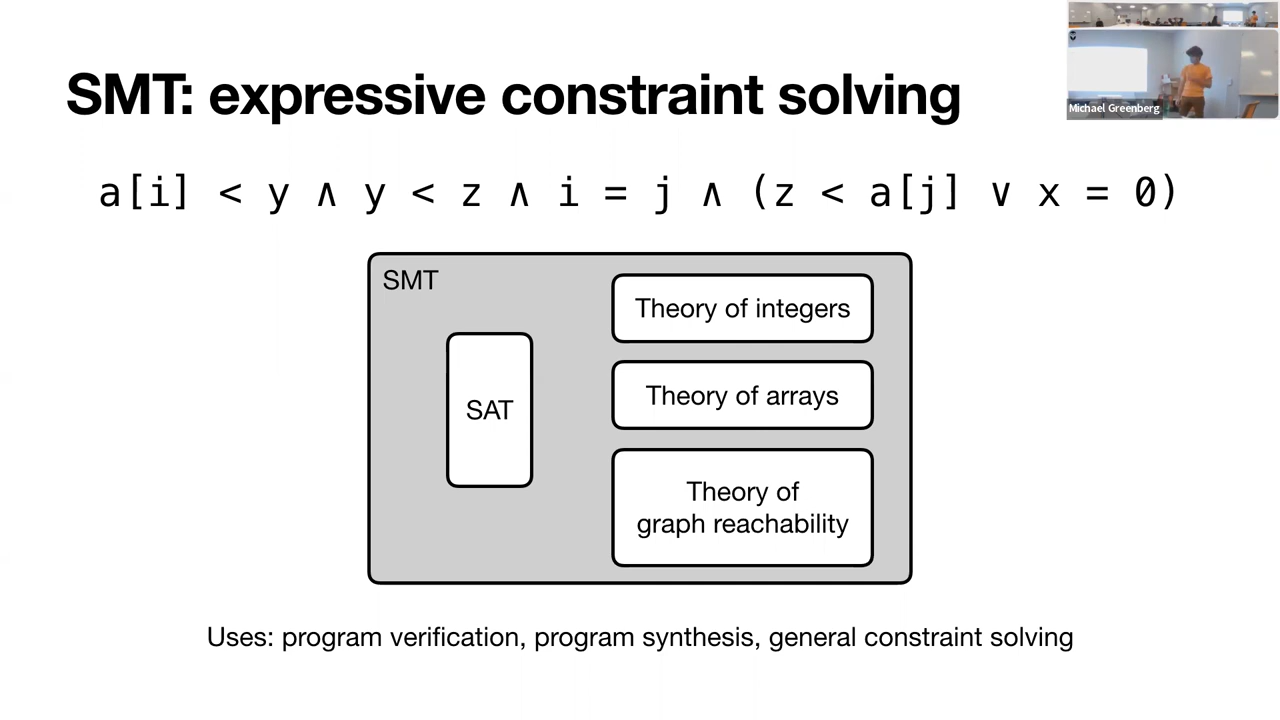 SMT: expressive constraint solving
Michael Greenberg
a[i] < y ∧ y < z ∧ i = j ∧ (z < a[j] ∨ x = 0)
SMT
Theory of integers
SAT
Theory of arrays
Theory of
graph reachability
Uses: program verification, program synthesis, general constraint solving